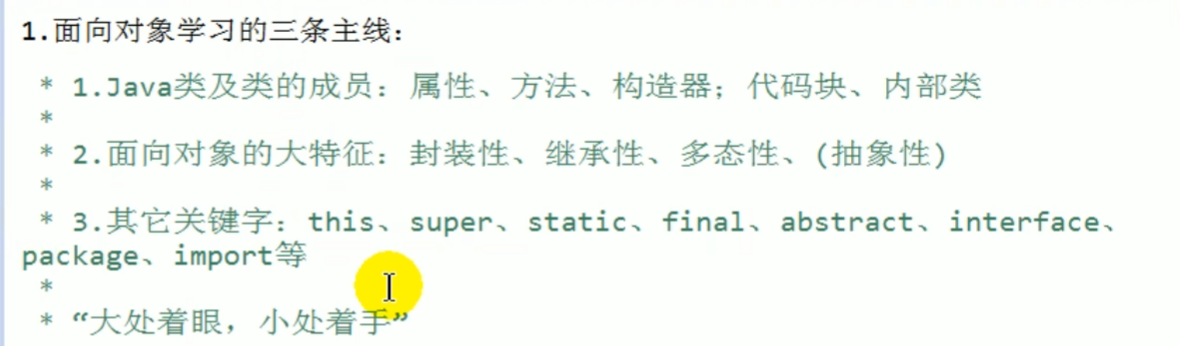 1.面向对象学习的三条主线:
* 1.Java类及类的成员: 属性、方法、构造器; 代码块、内部类
*
* 2.面向对象的大特征: 封装性、继承性、多态性、(抽象性)
*
* 3.其它关键字: this、super、static、final、abstract、interface、
package、import等
*
* “大处着眼, 小处着手”